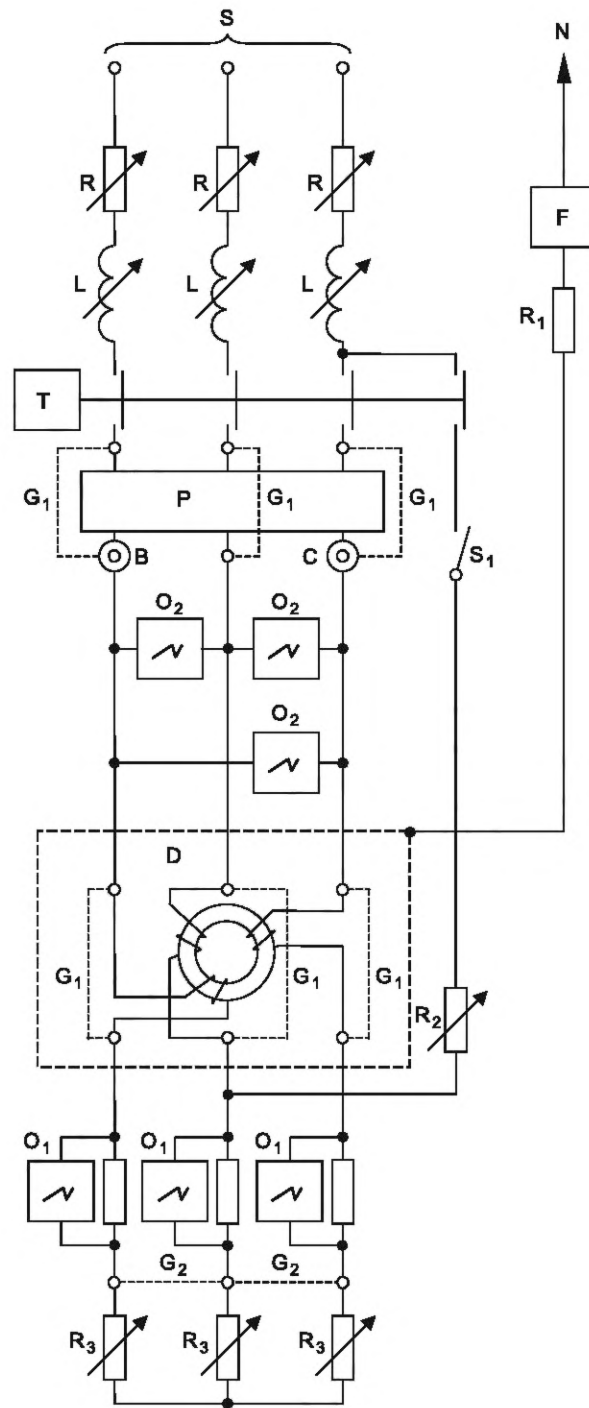 S
N
R R R
F
L L L
R₁
T
G₁ P G₁ G₁
B C
S₁
O₂ O₂
O₂
D
G₁ G₁ G₁
R₂
O₁ O₁ O₁
G₂ G₂
R₃ R₃ R₃